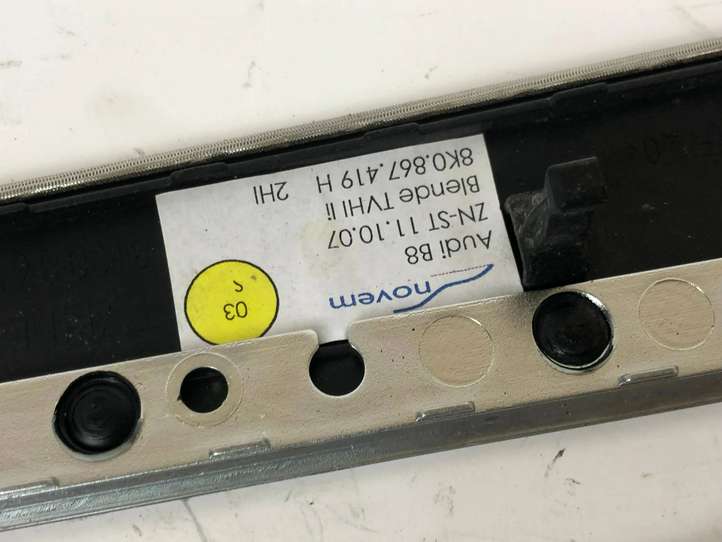 novem
Audi B8
ZN-ST 11.10.07
Blende TVHI li
8K0.867.419 H
2HI
03
S